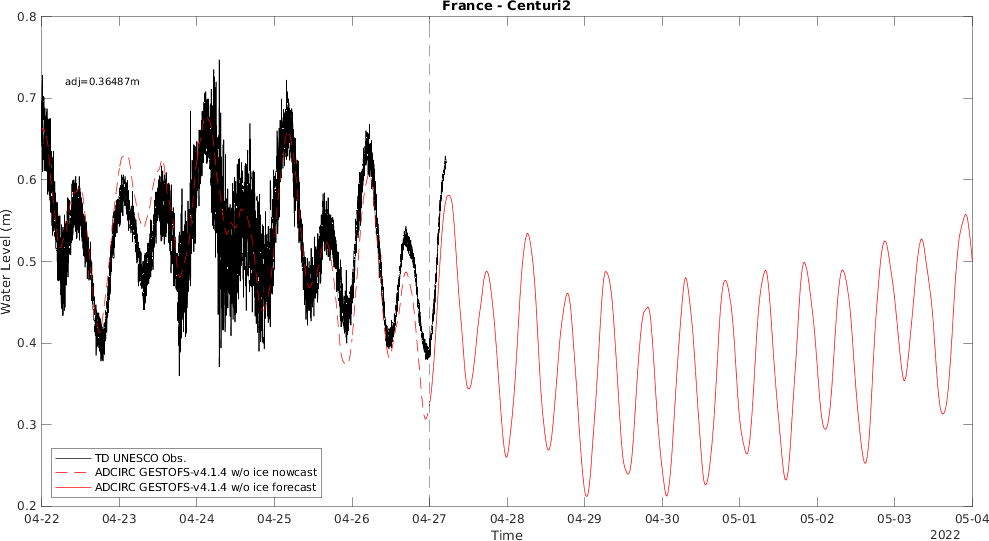 France - Centuri2
adj=0.36487m
0.8
0.7
0.6
0.5
0.4
0.3
0.2
Water Level (m)
TD UNESCO Obs.
ADCIRC GESTOFS-v4.1.4 w/o ice nowcast
ADCIRC GESTOFS-v4.1.4 w/o ice forecast
04-22 04-23 04-24 04-25 04-26 04-27 04-28 04-29 04-30 05-01 05-02 05-03 05-04
Time
2022